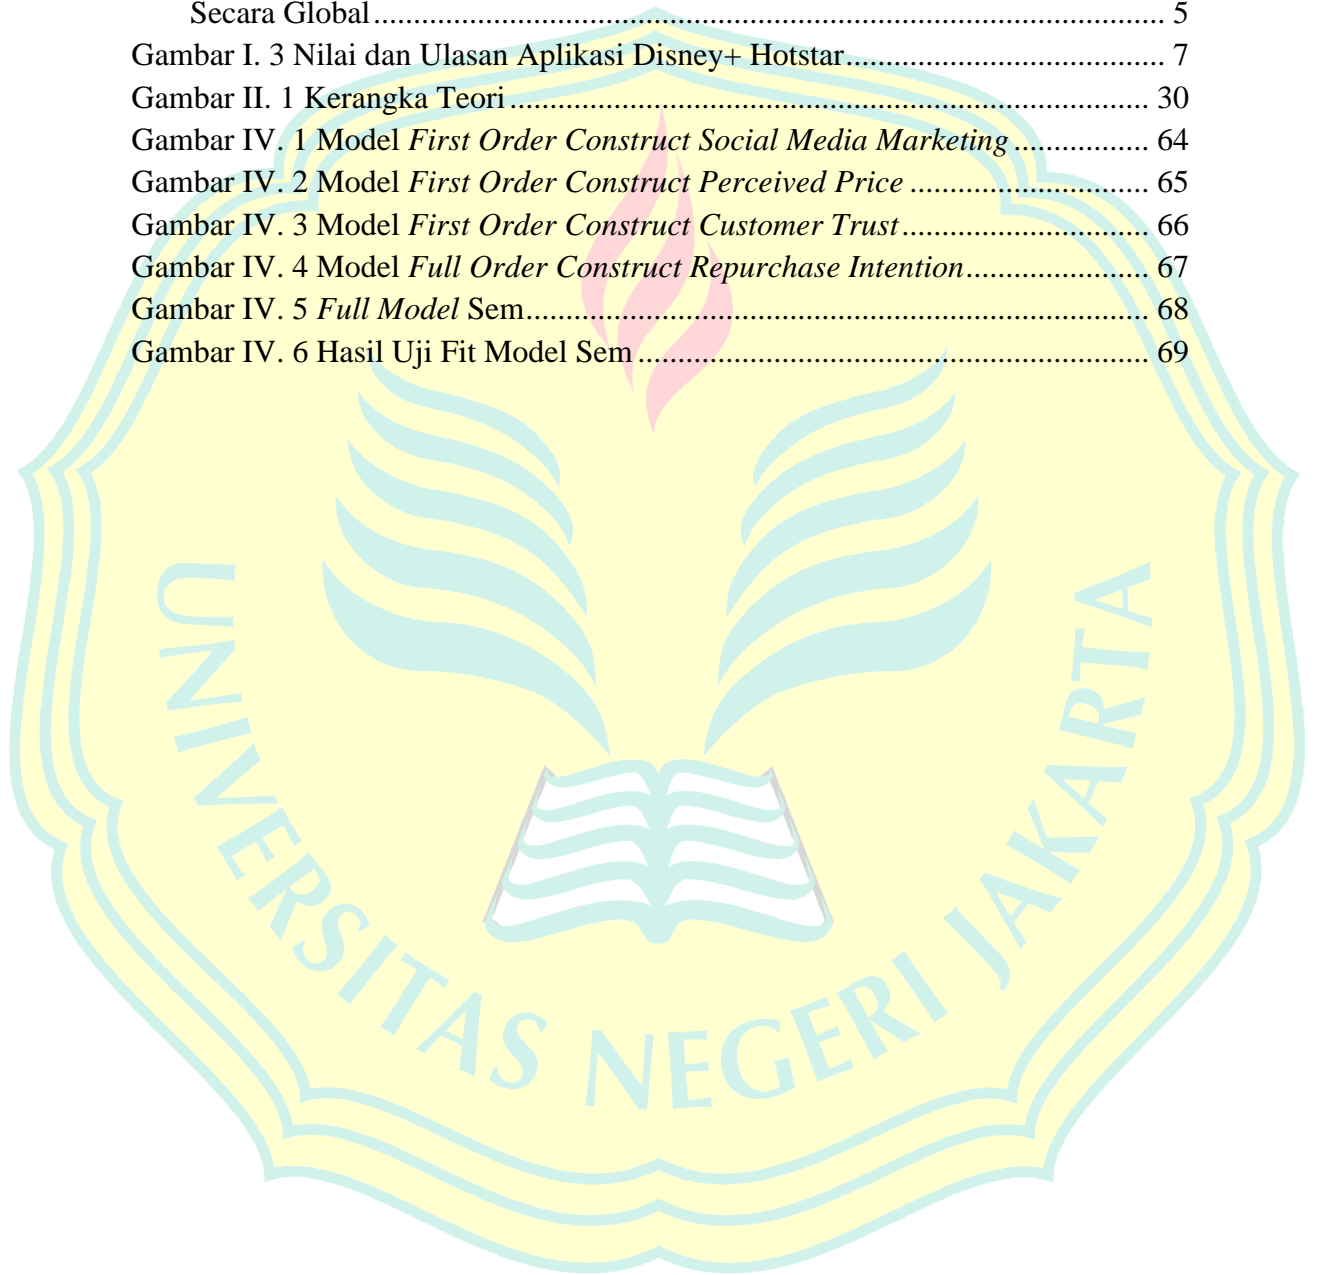 Secara Global........................................................................................................ 5
Gambar I. 3 Nilai dan Ulasan Aplikasi Disney+ Hotstar......................................... 7
Gambar II. 1 Kerangka Teori ................................................................................... 30
Gambar IV. 1 Model First Order Construct Social Media Marketing ................. 64
Gambar IV. 2 Model First Order Construct Perceived Price ............................... 65
Gambar IV. 3 Model First Order Construct Customer Trust ................................ 66
Gambar IV. 4 Model Full Order Construct Repurchase Intention........................ 67
Gambar IV. 5 Full Model Sem................................................................................. 68
Gambar IV. 6 Hasil Uji Fit Model Sem ................................................................... 69
UNIVERSITAS NEGERI JAKARTA